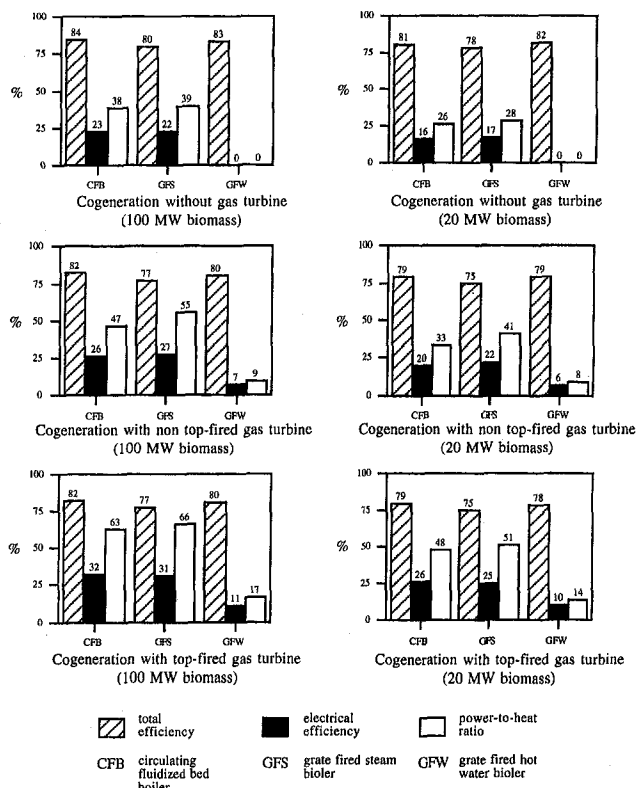 100 100
84 80 83 81 78 82
75 75
% %
50 50
38 39
25 23 22 25 26 28
16 17
0 0 0 0 0 0
CFB GFS GFW CFB GFS GFW
Cogeneration without gas turbine
(100 MW biomass)
Cogeneration without gas turbine
(20 MW biomass)
100 100
82 77 80 79 75 79
75 75
% %
50 47 55 50
33 41
25 26 27 25 20 22
7 9 6 8
0 0
CFB GFS GFW CFB GFS GFW
Cogeneration with non top-fired gas turbine
(100 MW biomass)
Cogeneration with non top-fired gas turbine
(20 MW biomass)
100 100
82 77 80 79 75 78
75 75
63 66
% %
50 50 48 51
32 31
25 25 26 25
11 17 10 14
0 0
CFB GFS GFW CFB GFS GFW
Cogeneration with top-fired gas turbine
(100 MW biomass)
Cogeneration with top-fired gas turbine
(20 MW biomass)
total
efficiency
electrical
efficiency
power-to-heat
ratio
CFB circulating
fluidized bed
boiler
GFS grate fired steam
bioler
GFW grate fired hot
water bioler